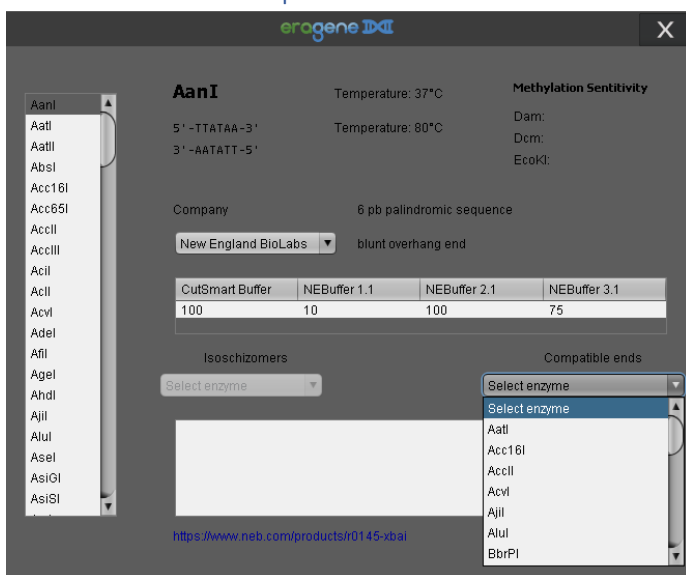 eragene
X
AanI
AatI
AatII
AbsI
Acc16I
Acc65I
AccII
AccIII
AciI
AclI
AcvI
AdeI
AfiI
AgeI
AhdI
AjiI
AluI
AseI
AsiGI
AsiSI
AanI
Temperature: 37°C
Methylation Sentitivity
5'-TTATAA-3'
Temperature: 80°C
Dam:
3'-AATATT-5'
Dcm:
EcoKI:
Company
6 pb palindromic sequence
New England BioLabs
blunt overhang end
CutSmart Buffer NEBuffer 1.1 NEBuffer 2.1 NEBuffer 3.1
100 10 100 75
Isoschizomers
Compatible ends
Select enzyme
Select enzyme
Select enzyme
AatI
Acc16I
AccII
AcvI
AjiI
AluI
BbrPI
https://www.neb.com/products/r0145-xbai